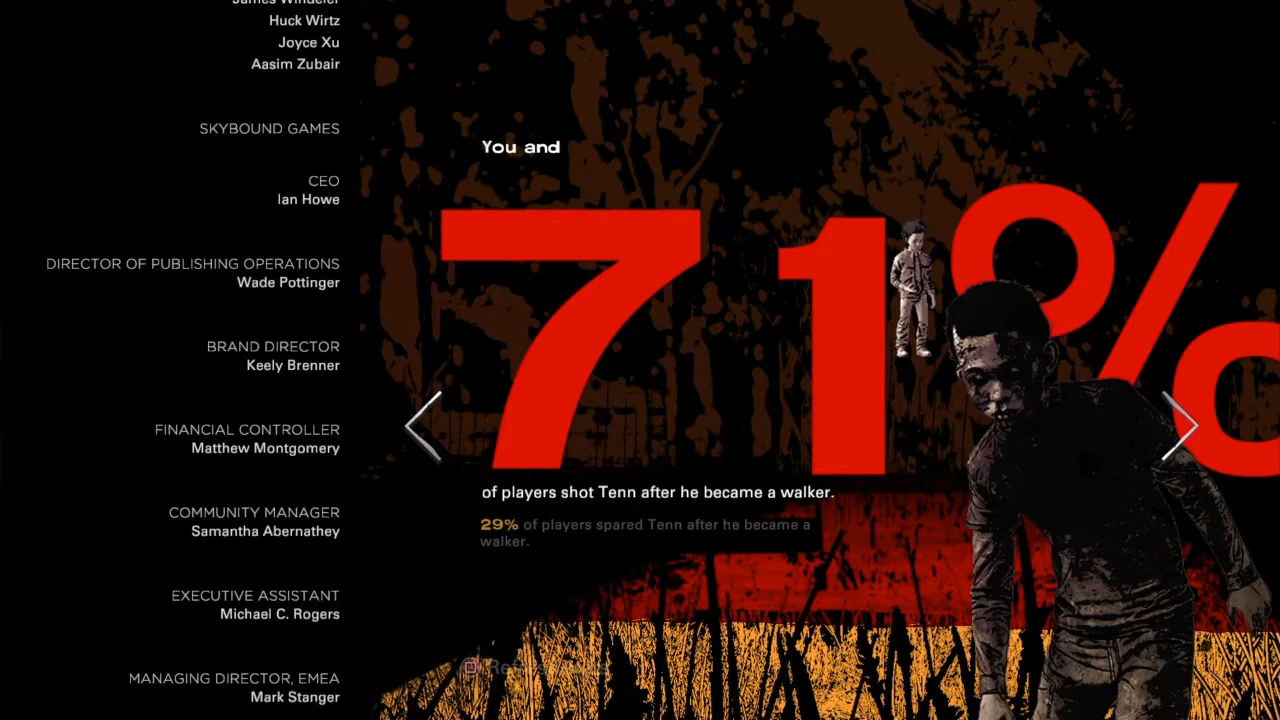 Huck Wirtz
Joyce Xu
Aasim Zubair
SKYBOUND GAMES
CEO
Ian Howe
DIRECTOR OF PUBLISHING OPERATIONS
Wade Pottinger
BRAND DIRECTOR
Keely Brenner
FINANCIAL CONTROLLER
Matthew Montgomery
COMMUNITY MANAGER
Samantha Abernathey
EXECUTIVE ASSISTANT
Michael C. Rogers
MANAGING DIRECTOR, EMEA
Mark Stanger
You and
71%
of players shot Tenn after he became a walker.
29% of players spared Tenn after he became a
walker.